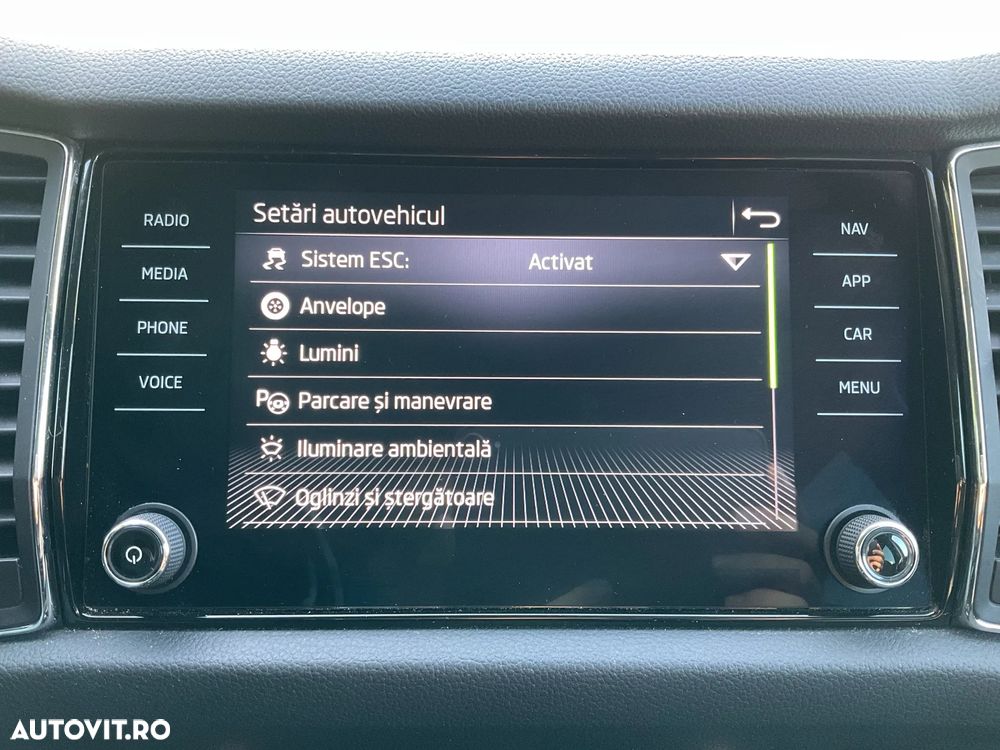 RADIO
MEDIA
PHONE
VOICE
Setări autovehicul
Sistem ESC: Activat
Anvelope
Lumini
Parcare și manevrare
Iluminare ambientală
Oglinzi și ștergătoare
NAV
APP
CAR
MENU
AUTOVIT.RO